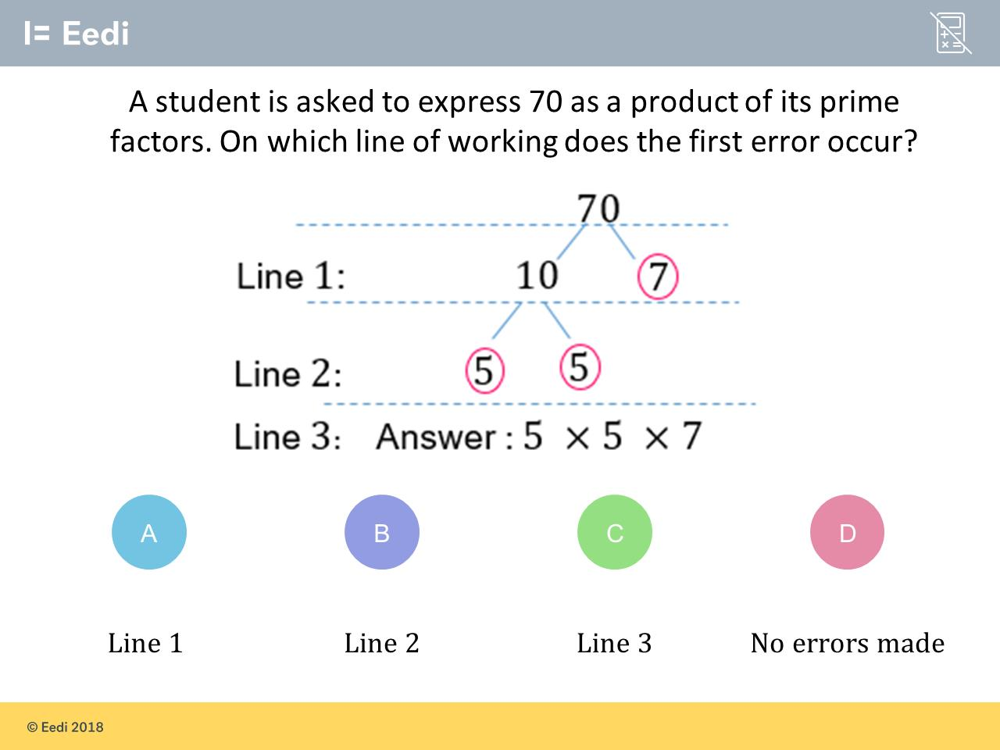 Eedi
A student is asked to express 70 as a product of its prime
factors. On which line of working does the first error occur?
70
Line 1: 10 7
Line 2: 5 5
Line 3: Answer : 5 × 5 × 7
A B C D
Line 1 Line 2 Line 3 No errors made
© Eedi 2018